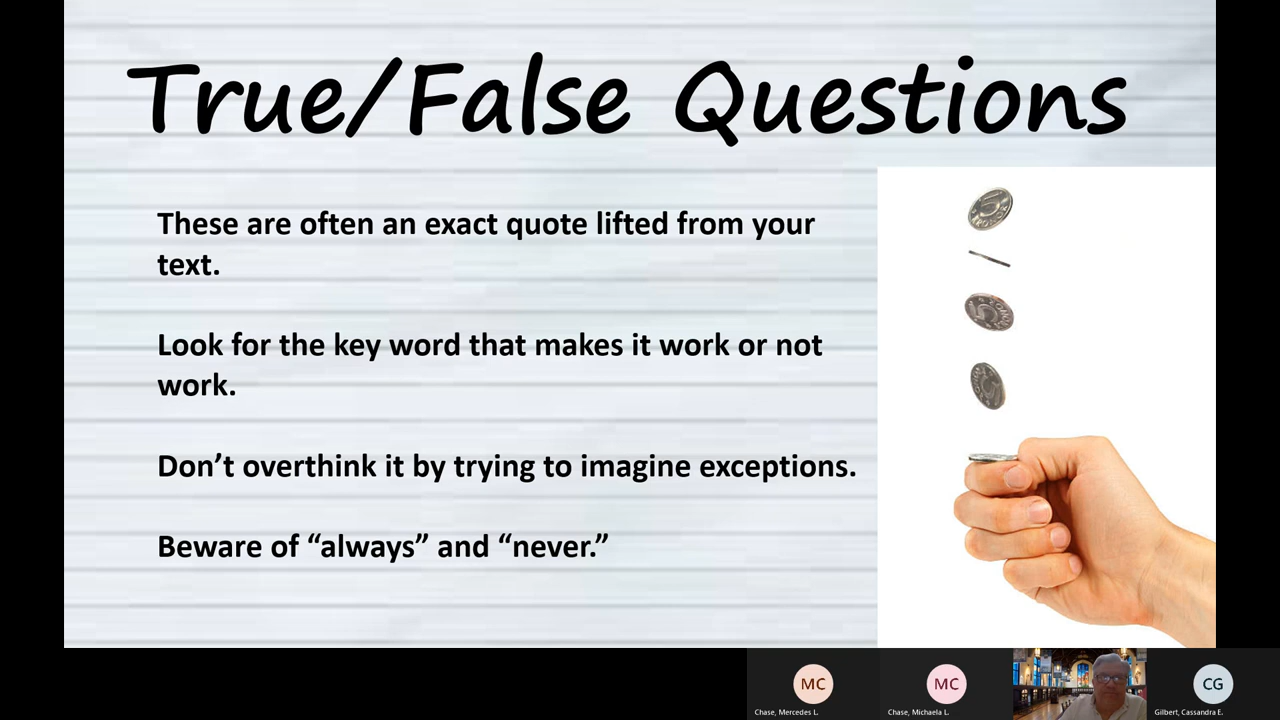 True/False Questions
These are often an exact quote lifted from your
text.
Look for the key word that makes it work or not
work.
Don’t overthink it by trying to imagine exceptions.
Beware of “always” and “never.”
MC
MC
CG
Chase, Mercedes L.
Chase, Michaela L.
Gilbert, Cassandra E.